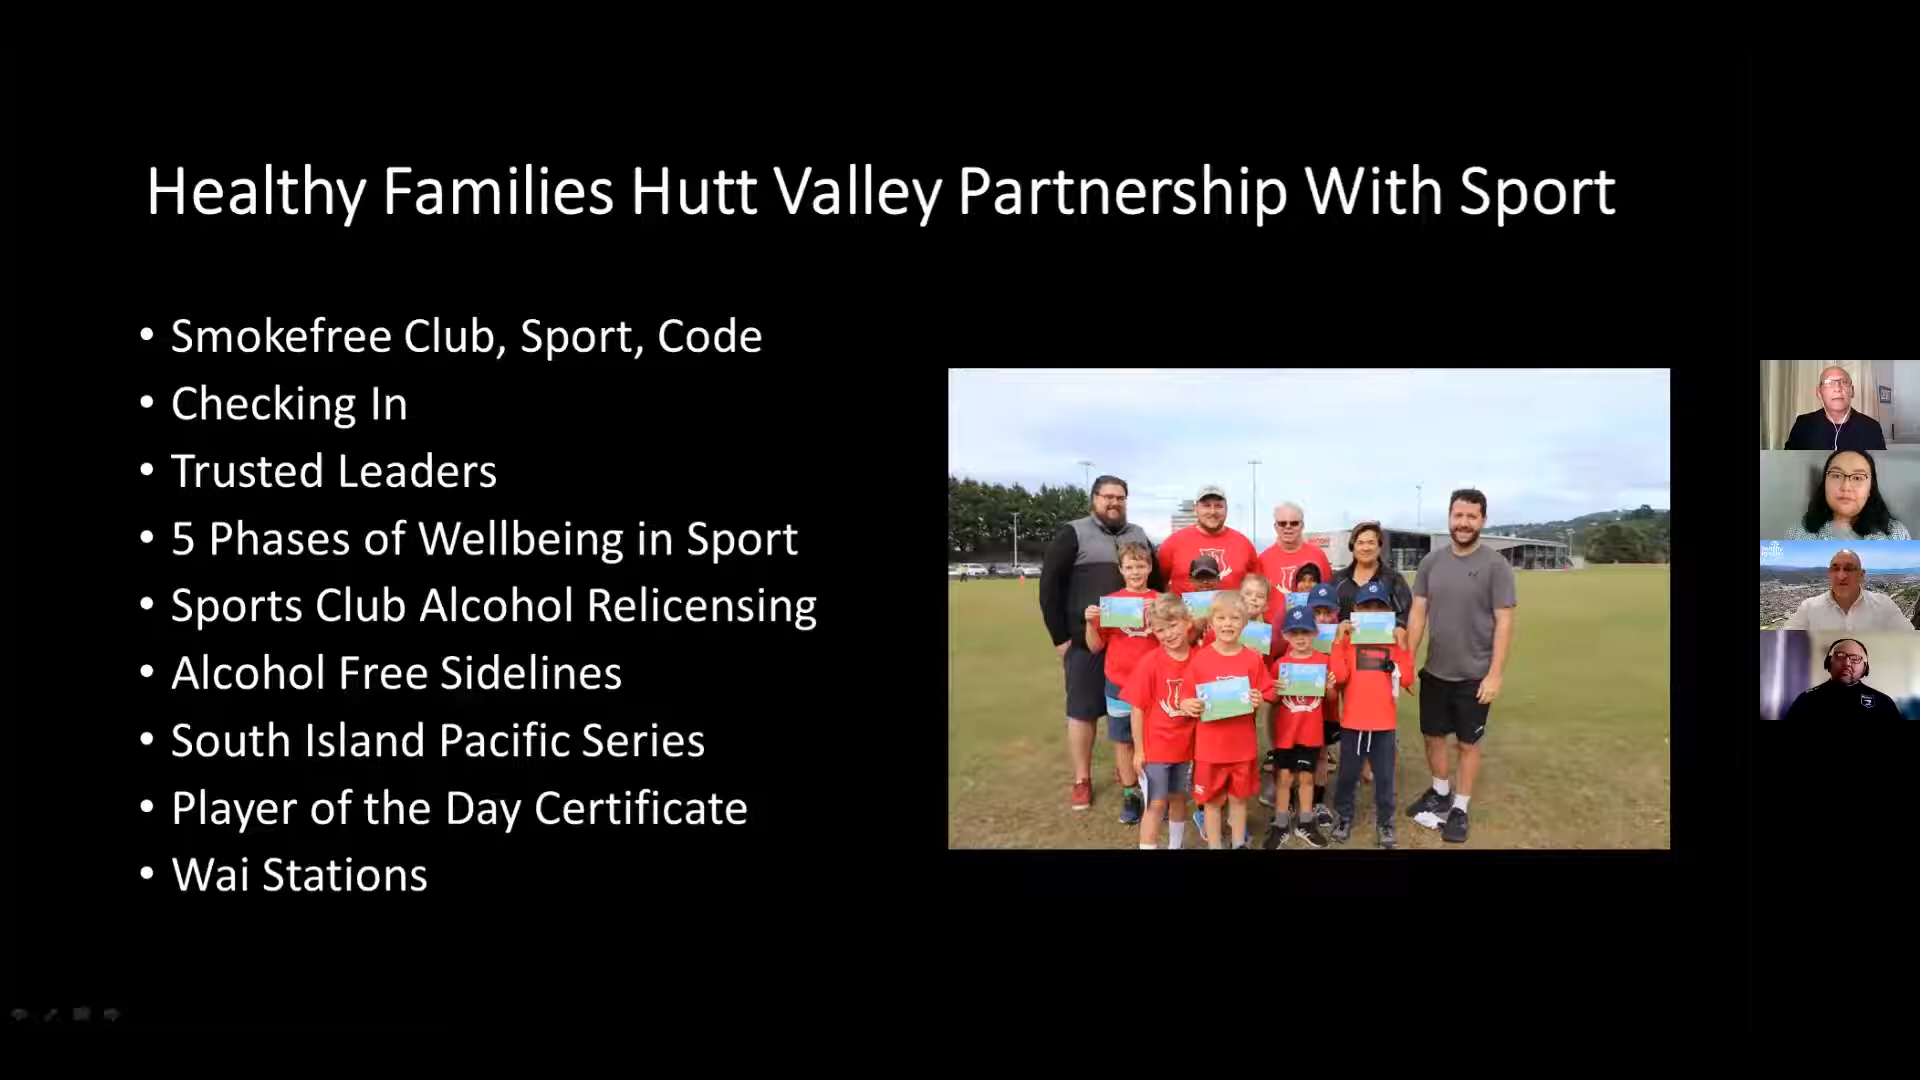 Healthy Families Hutt Valley Partnership With Sport
• Smokefree Club, Sport, Code
• Checking In
• Trusted Leaders
• 5 Phases of Wellbeing in Sport
• Sports Club Alcohol Relicensing
• Alcohol Free Sidelines
• South Island Pacific Series
• Player of the Day Certificate
• Wai Stations